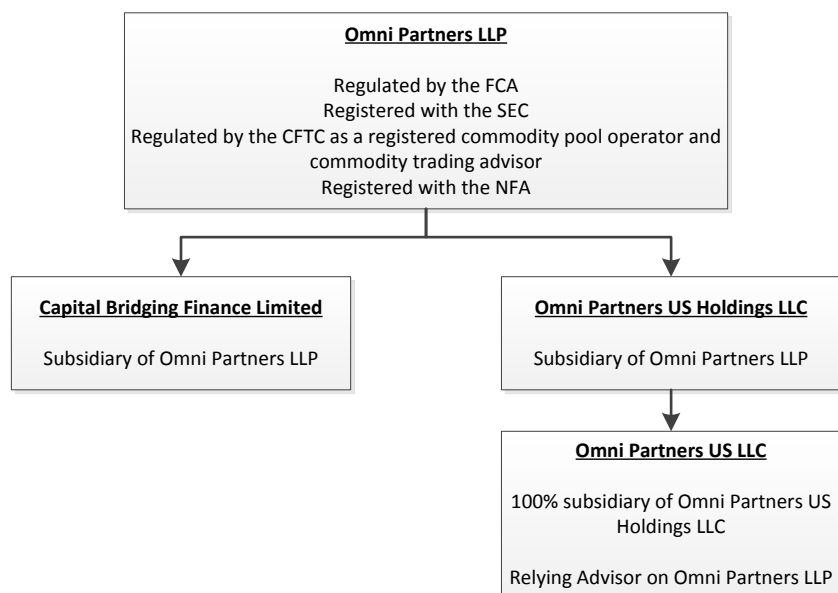 Omni Partners LLP
Regulated by the FCA
Registered with the SEC
Regulated by the CFTC as a registered commodity pool operator and
commodity trading advisor
Registered with the NFA
Capital Bridging Finance Limited
Subsidiary of Omni Partners LLP
Omni Partners US Holdings LLC
Subsidiary of Omni Partners LLP
Omni Partners US LLC
100% subsidiary of Omni Partners US
Holdings LLC
Relying Advisor on Omni Partners LLP